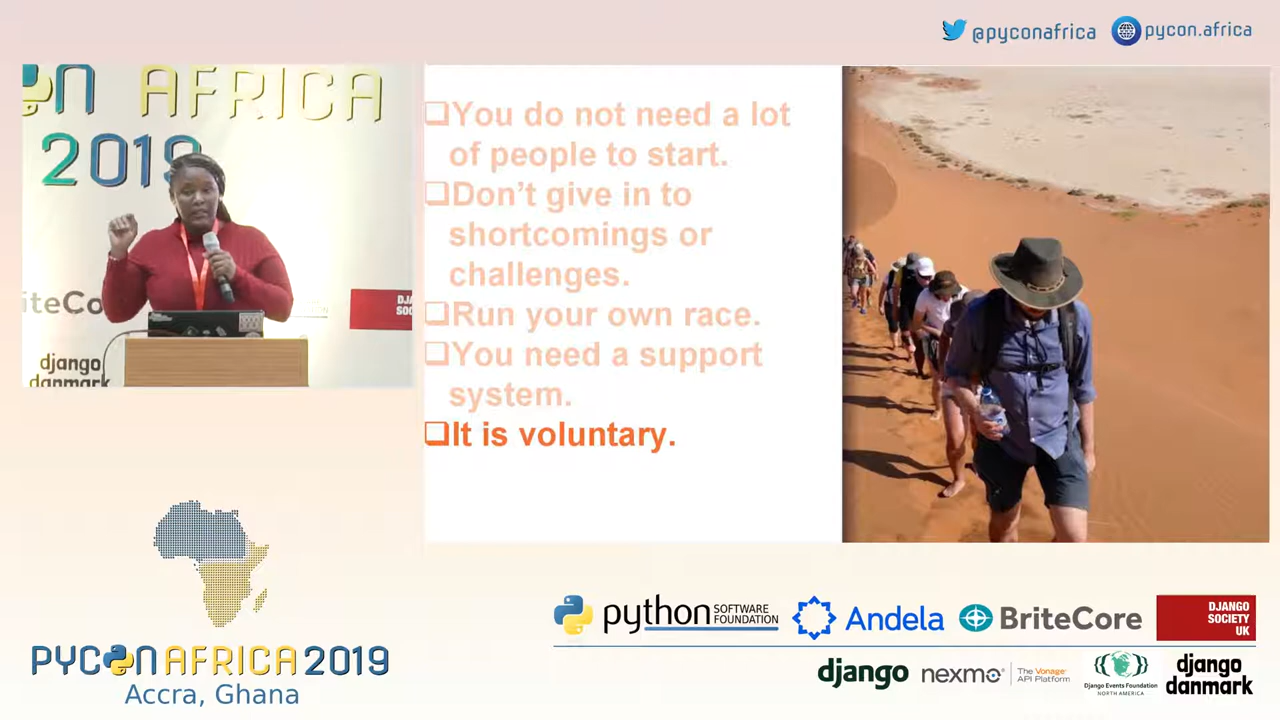 @pyconafrica
pycon.africa
AFRICA
2019
iteCo
django
danmark
❑You do not need a lot
of people to start.
❑Don’t give in to
shortcomings or
challenges.
❑Run your own race.
❑You need a support
system.
❑It is voluntary.
PYCON AFRICA 2019
Accra, Ghana
python SOFTWARE
FOUNDATION
Andela
BriteCore
DJANGO
SOCIETY
UK
django
nexmo
The Vonage®
API Platform
Django Events Foundation
NORTH AMERICA
django
danmark